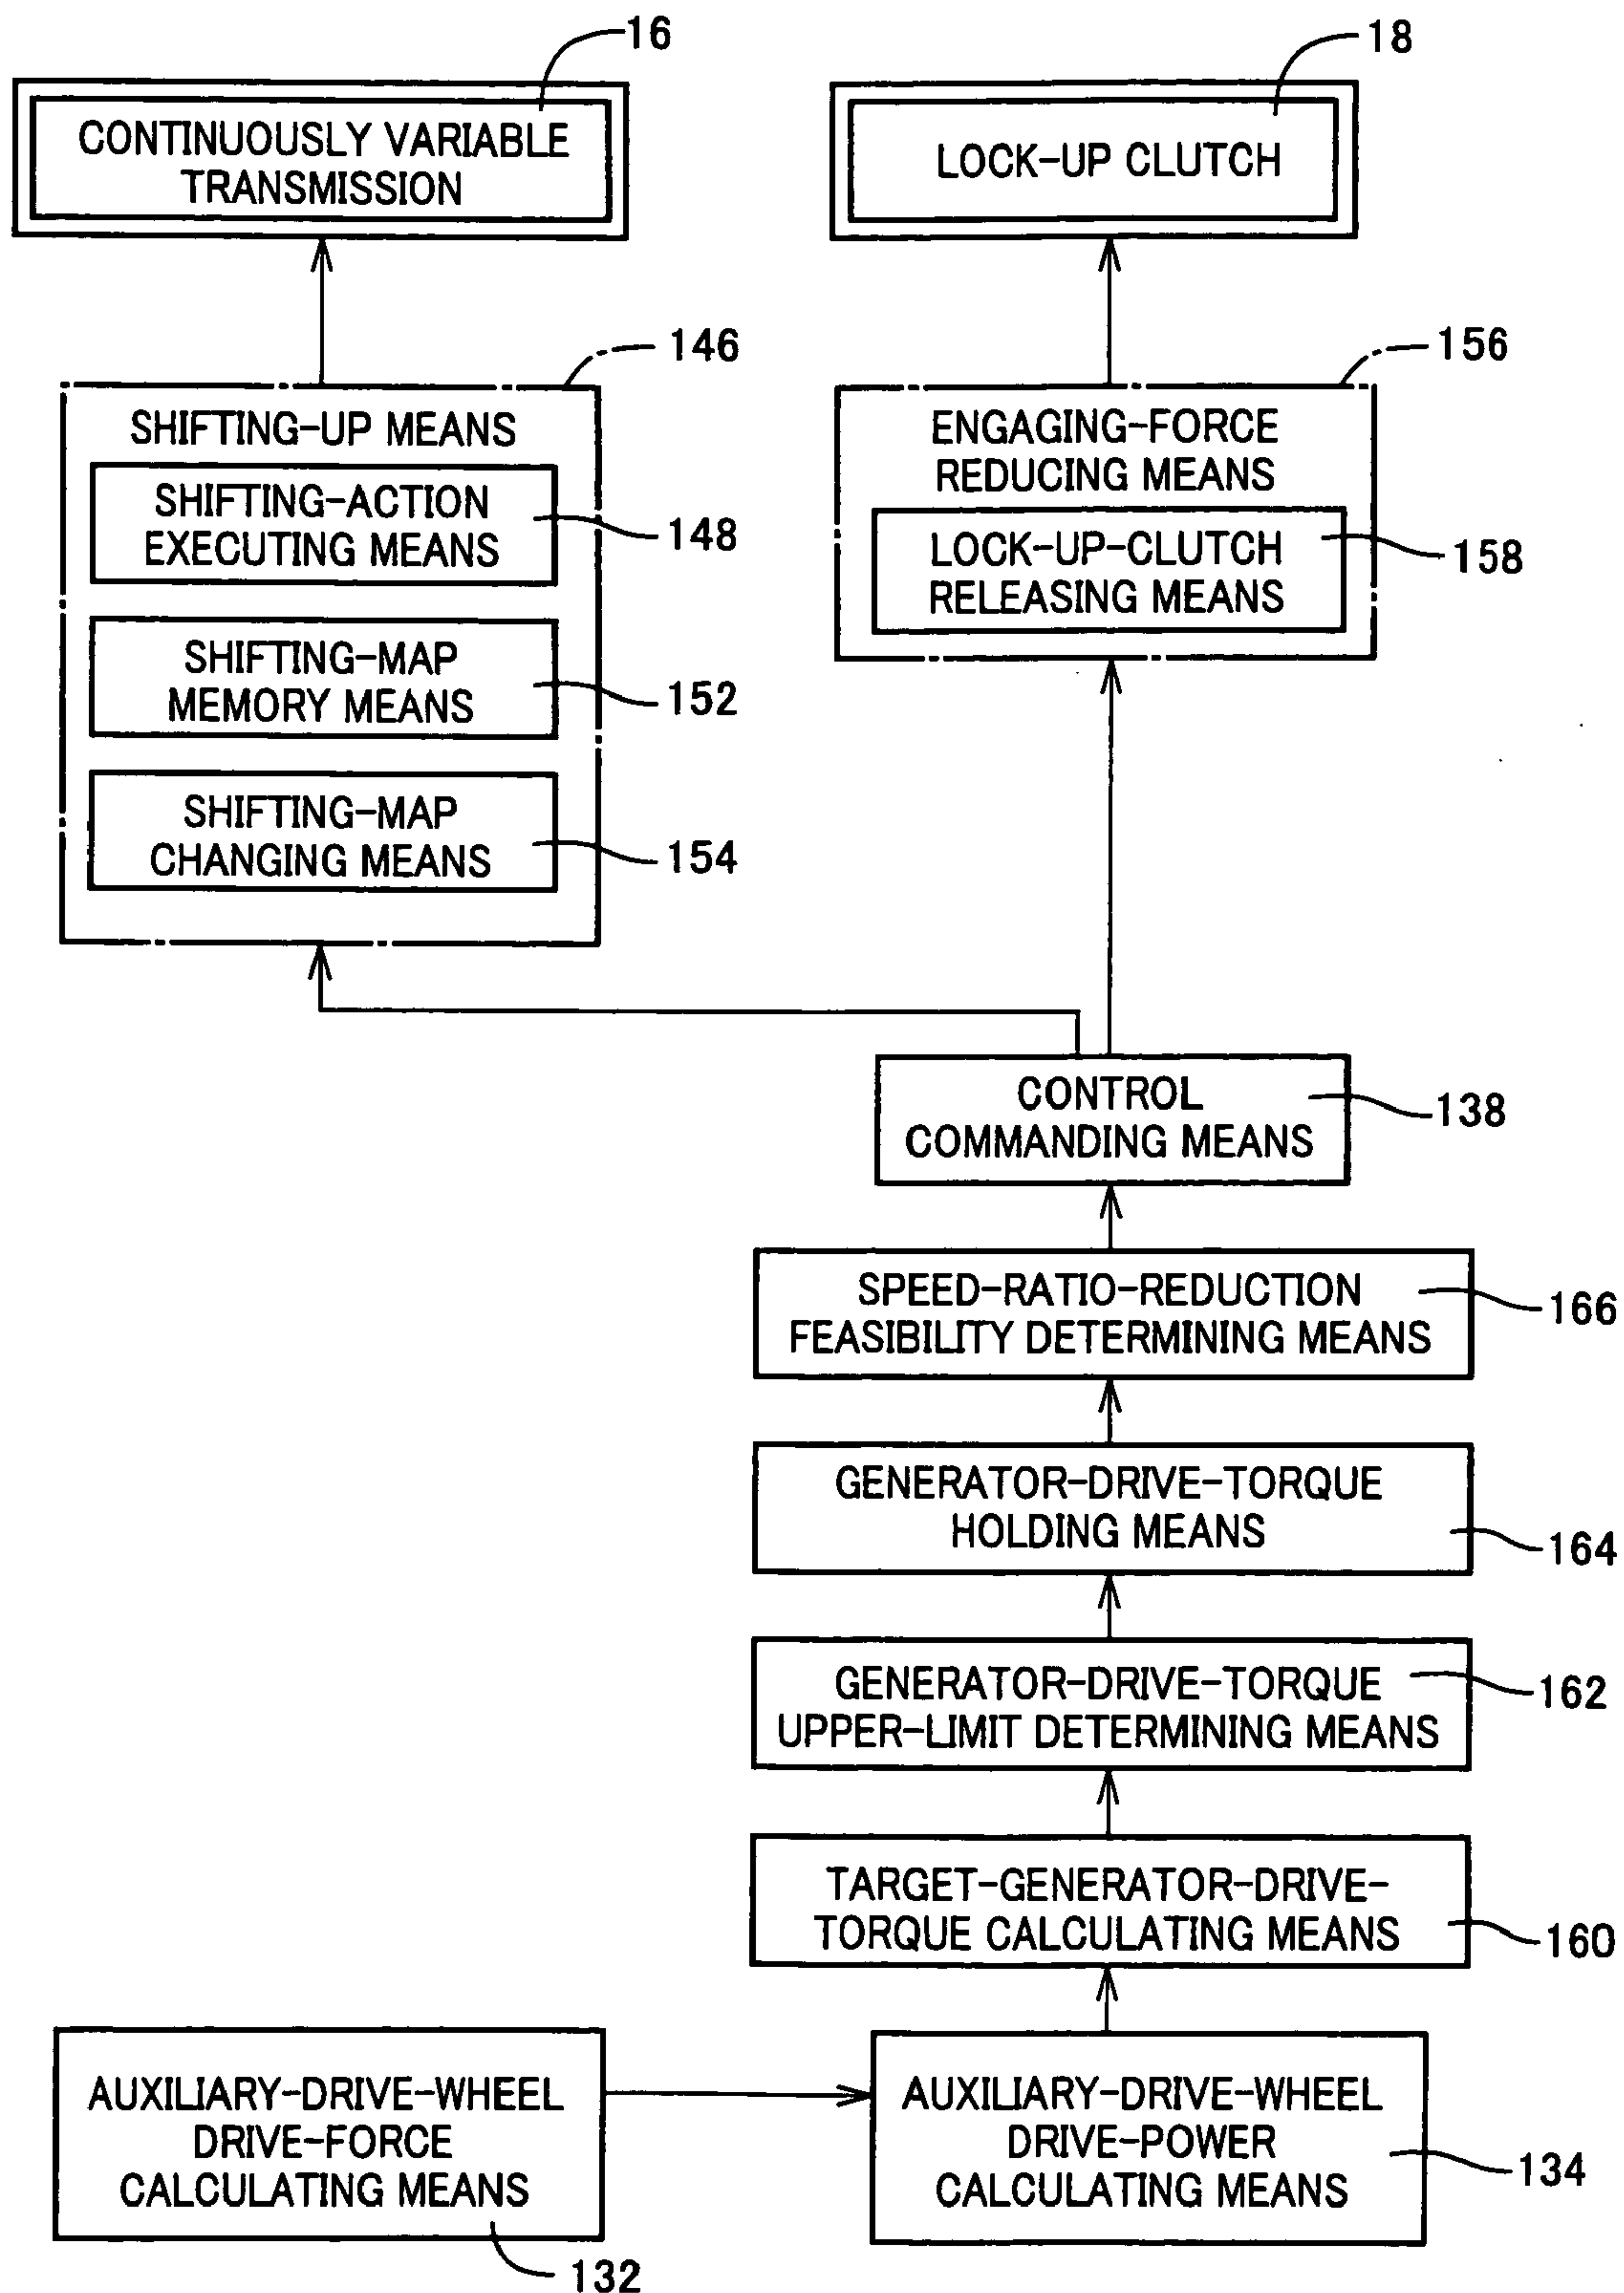 16
18
CONTINUOUSLY VARIABLE
TRANSMISSION
LOCK-UP CLUTCH
146
156
SHIFTING-UP MEANS
SHIFTING-ACTION
EXECUTING MEANS
148
SHIFTING-MAP
MEMORY MEANS
152
SHIFTING-MAP
CHANGING MEANS
154
ENGAGING-FORCE
REDUCING MEANS
LOCK-UP-CLUTCH
RELEASING MEANS
158
CONTROL
COMMANDING MEANS
138
SPEED-RATIO-REDUCTION
FEASIBILITY DETERMINING MEANS
166
GENERATOR-DRIVE-TORQUE
HOLDING MEANS
164
GENERATOR-DRIVE-TORQUE
UPPER-LIMIT DETERMINING MEANS
162
TARGET-GENERATOR-DRIVE-
TORQUE CALCULATING MEANS
160
AUXILIARY-DRIVE-WHEEL
DRIVE-FORCE
CALCULATING MEANS
132
AUXILIARY-DRIVE-WHEEL
DRIVE-POWER
CALCULATING MEANS
134